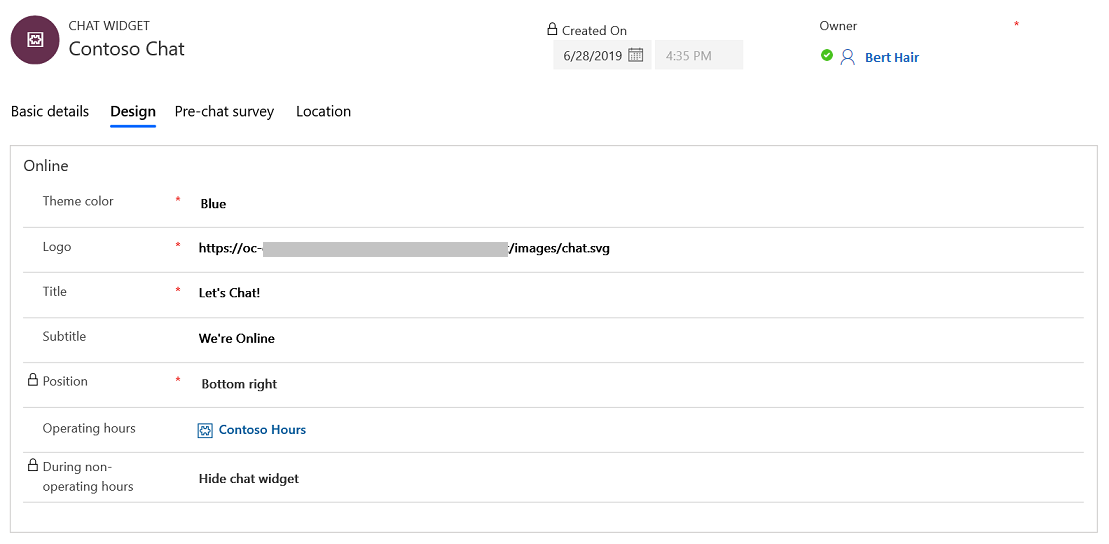 CHAT WIDGET
Contoso Chat
Created On
6/28/2019 4:35 PM
Owner *
Bert Hair
Basic details Design Pre-chat survey Location
Online
Theme color * Blue
Logo * https://oc- /images/chat.svg
Title * Let's Chat!
Subtitle We're Online
Position * Bottom right
Operating hours Contoso Hours
During non-
operating hours Hide chat widget